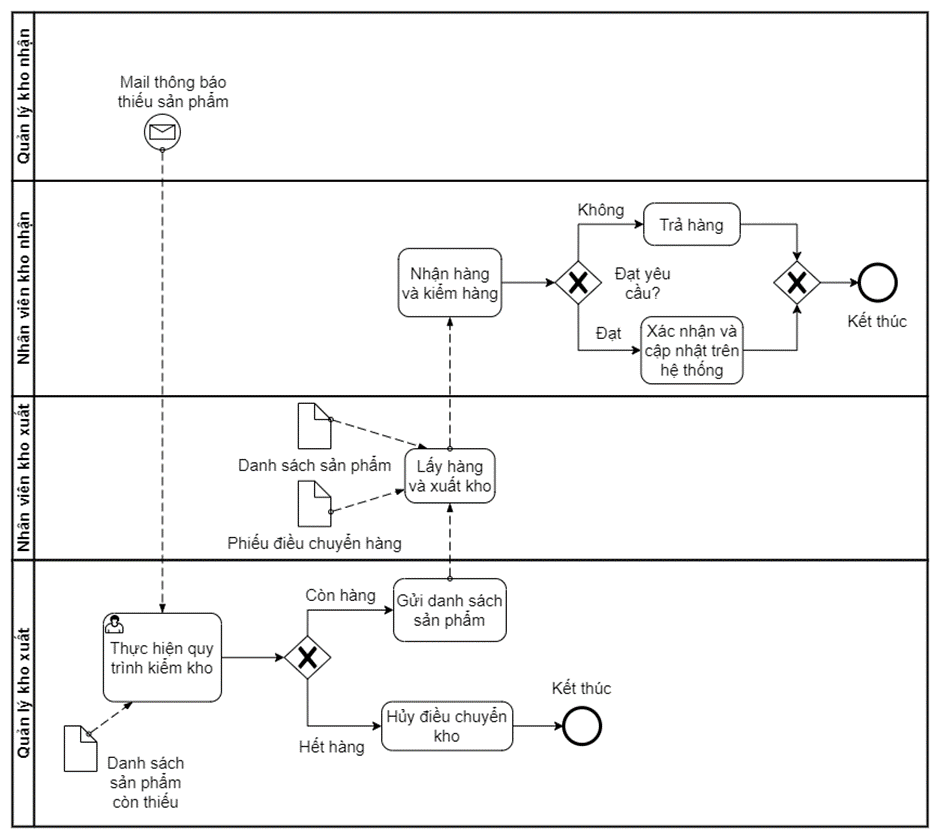 Quản lý kho nhận
Mail thông báo
thiếu sản phẩm
Nhân viên kho nhận
Nhận hàng
và kiểm hàng
Không
Trả hàng
Đạt yêu
cầu?
Đạt
Xác nhận và
cập nhật trên
hệ thống
Kết thúc
Nhân viên kho xuất
Danh sách sản phẩm
Phiếu điều chuyển hàng
Lấy hàng
và xuất kho
Quản lý kho xuất
Thực hiện quy
trình kiểm kho
Danh sách
sản phẩm
còn thiếu
Còn hàng
Gửi danh sách
sản phẩm
Hết hàng
Hủy điều chuyển
kho
Kết thúc